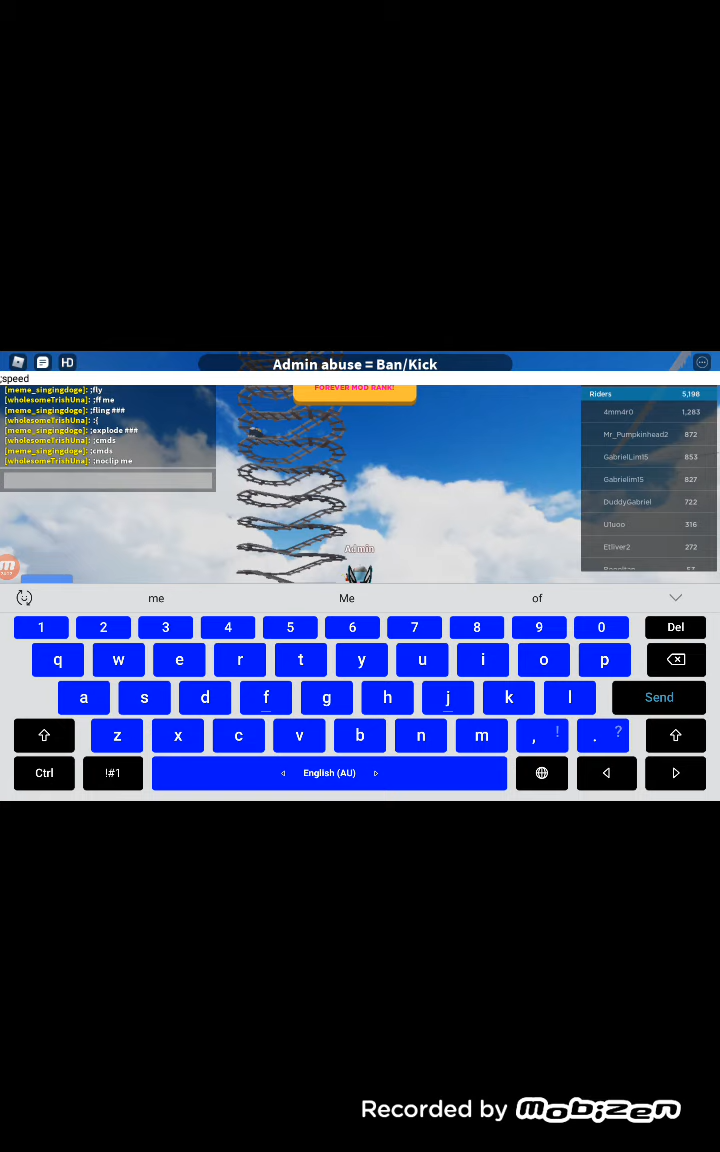 HD
Admin abuse = Ban/Kick
;speed
[meme_singingdoge]: ;fly
[wholesomeTrishUna]: ;ff me
[meme_singingdoge]: ;fling ###
[wholesomeTrishUna]: :(
[meme_singingdoge]: ;explode ###
[wholesomeTrishUna]: ;cmds
[meme_singingdoge]: ;cmds
[wholesomeTrishUna]: ;noclip me
FOREVER MOD RANK!
Riders 5,198
4mm4r0 1,283
Mr_Pumpkinhead2 872
GabrielLim15 853
Gabrielim15 827
DuddyGabriel 722
U1uoo 316
Etliver2 272
57
Admin
me Me of
1 2 3 4 5 6 7 8 9 0 Del
q w e r t y u i o p
a s d f g h j k l Send
z x c v b n m , ! . ?
Ctrl !#1 English (AU)
Recorded by mobizen